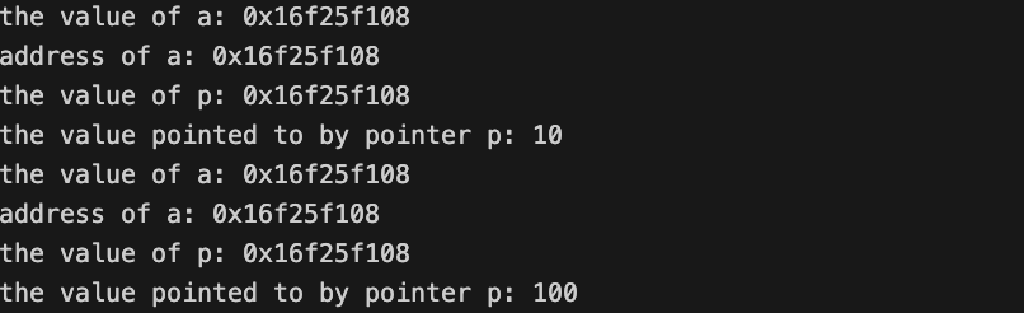 the value of a: 0x16f25f108
address of a: 0x16f25f108
the value of p: 0x16f25f108
the value pointed to by pointer p: 10
the value of a: 0x16f25f108
address of a: 0x16f25f108
the value of p: 0x16f25f108
the value pointed to by pointer p: 100